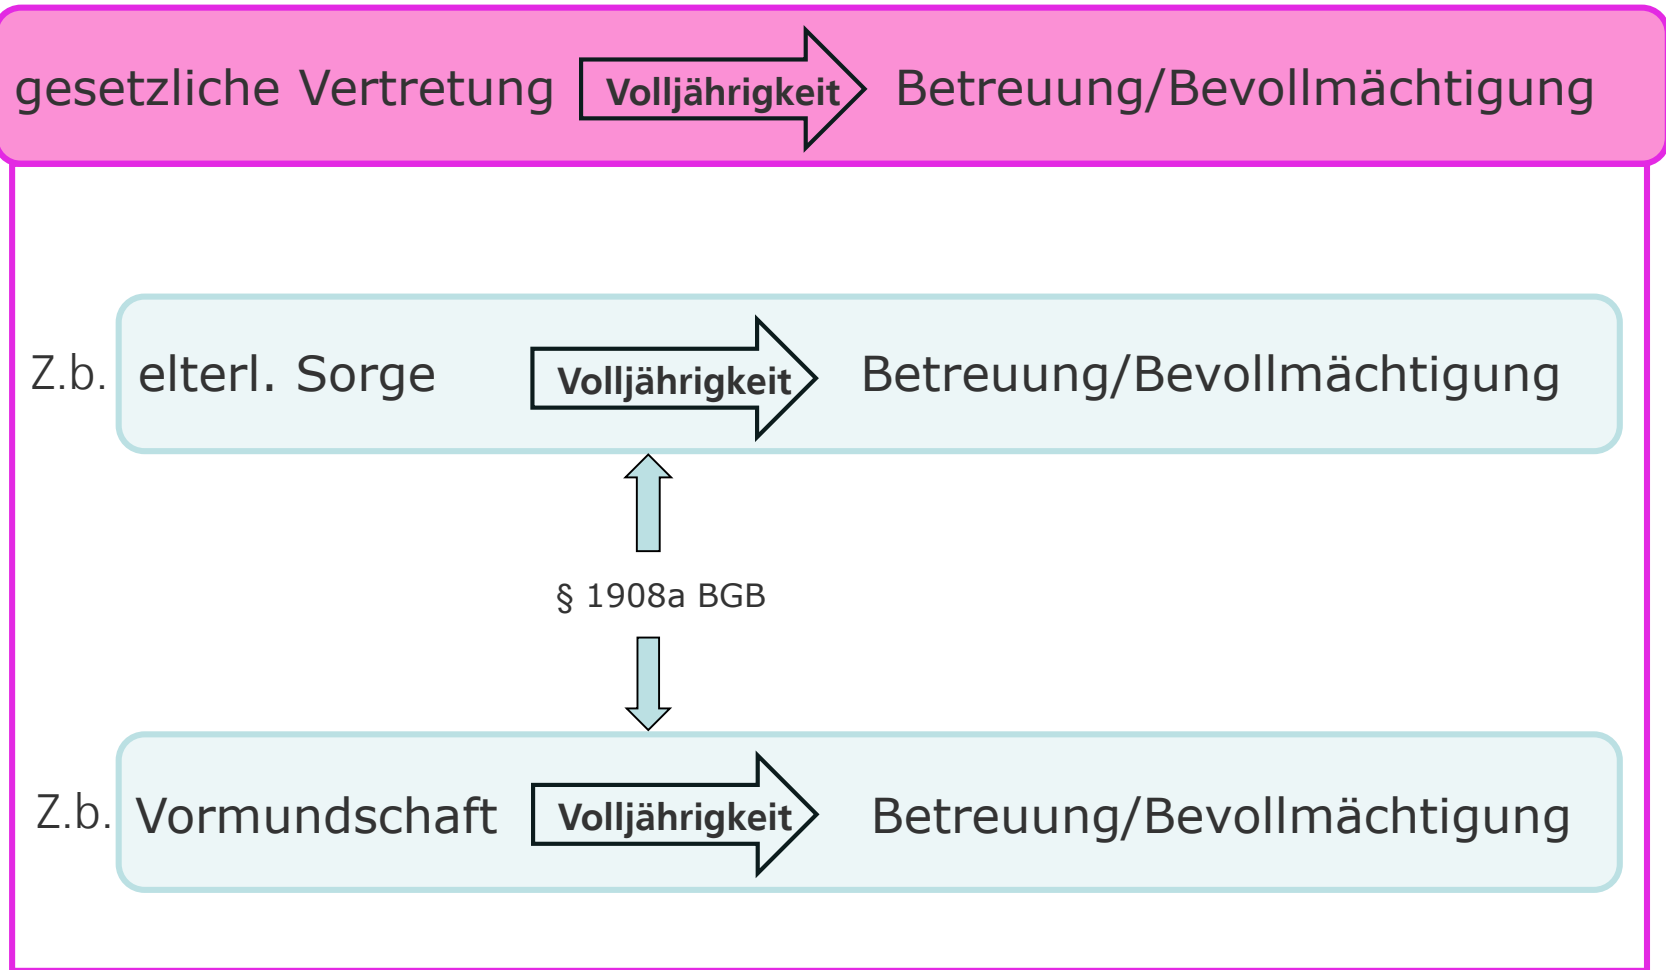 gesetzliche Vertretung Volljährigkeit Betreuung/Bevollmächtigung
Z.b. elterl. Sorge Volljährigkeit Betreuung/Bevollmächtigung
§ 1908a BGB
Z.b. Vormundschaft Volljährigkeit Betreuung/Bevollmächtigung